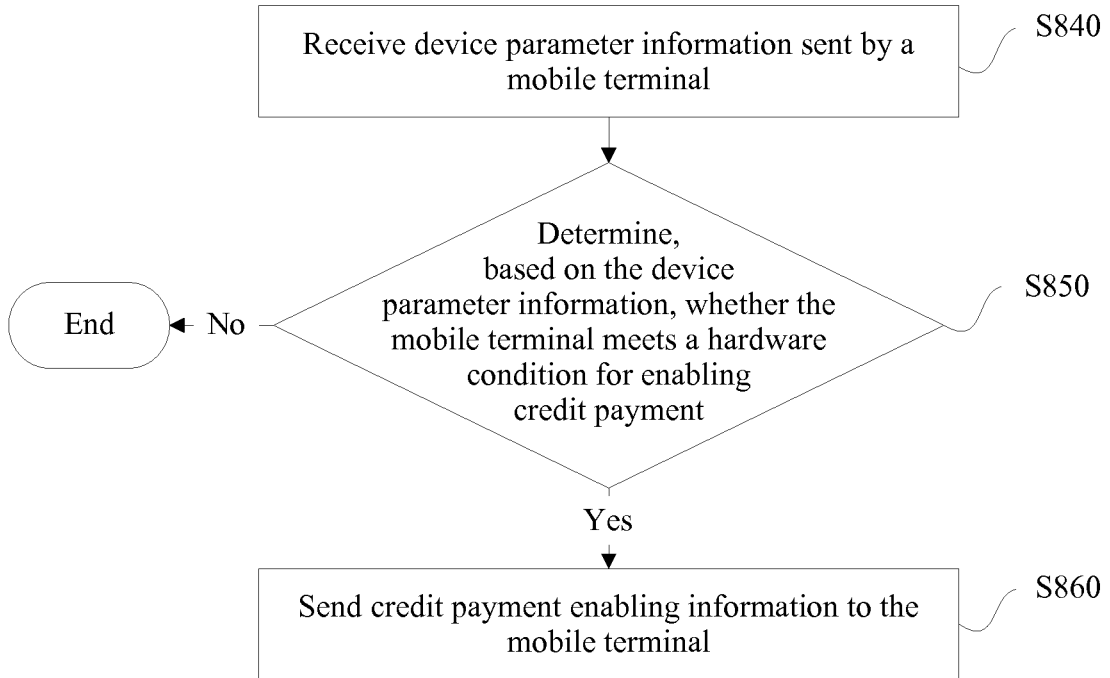 Receive device parameter information sent by a
mobile terminal
S840
Determine,
based on the device
parameter information, whether the
mobile terminal meets a hardware
condition for enabling
credit payment
S850
No
End
Yes
Send credit payment enabling information to the
mobile terminal
S860